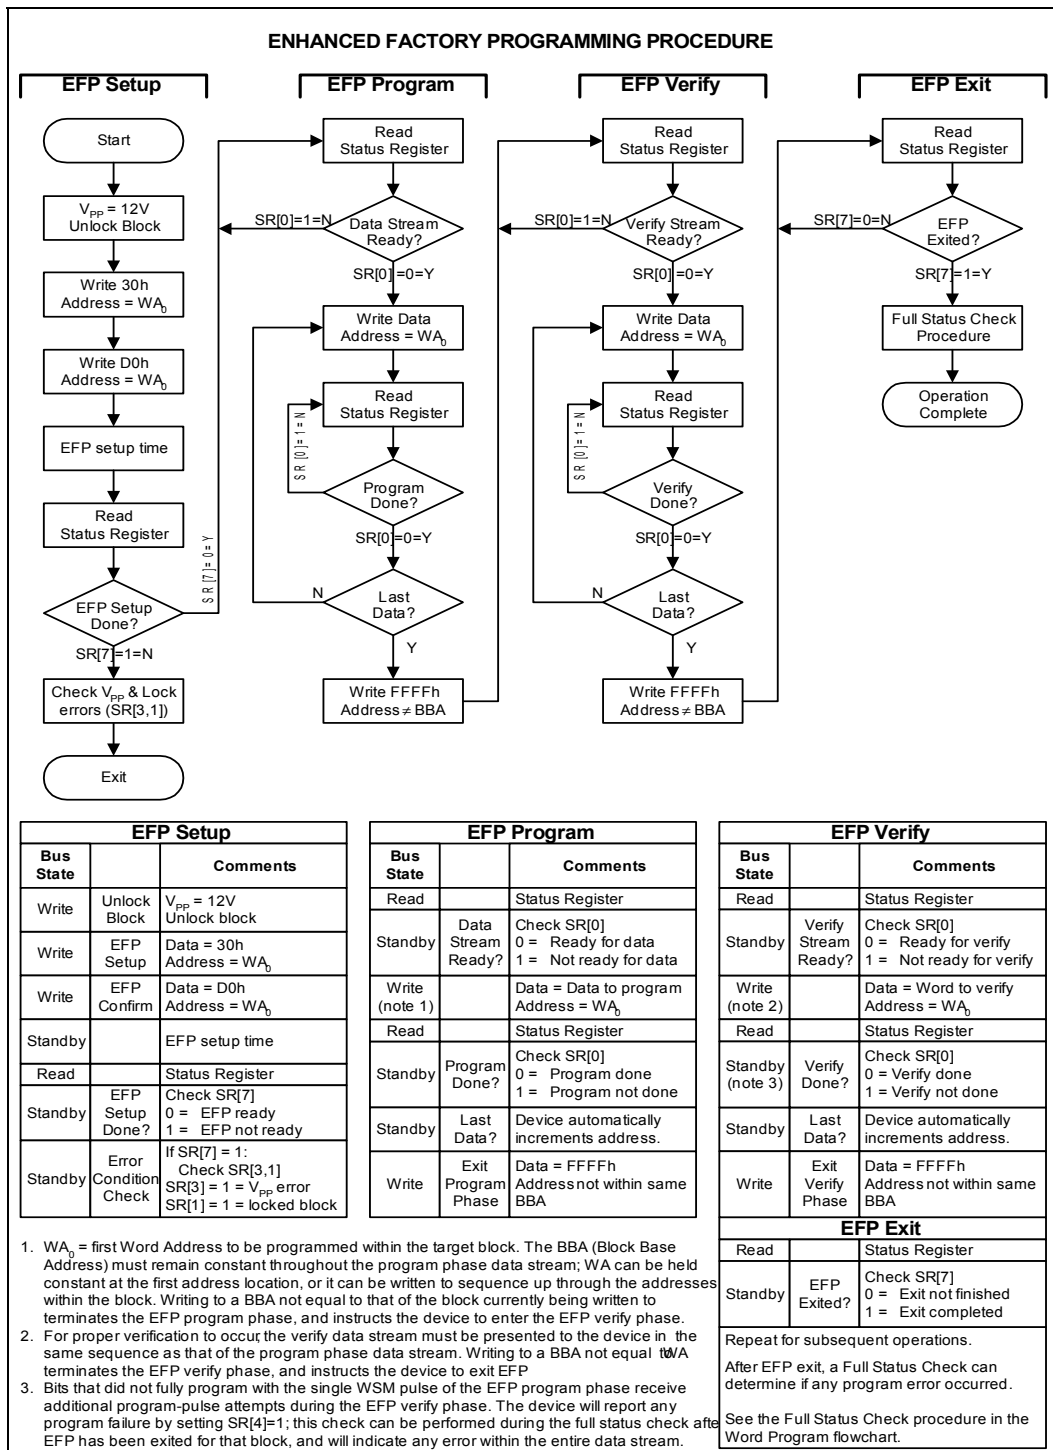 ENHANCED FACTORY PROGRAMMING PROCEDURE
EFP Setup
Start
VPP = 12V
Unlock Block
Write 30h
Address = WA0
Write D0h
Address = WA0
EFP setup time
Read
Status Register
EFP Setup
Done?
SR[7]=0=Y
SR[7]=1=N
Check VPP & Lock
errors (SR[3,1])
Exit
EFP Program
Read
Status Register
SR[0]=1=N
Data Stream
Ready?
SR[0] =0=Y
Write Data
Address = WA0
Read
Status Register
SR[0]=1=N
Program
Done?
SR[0]=0=Y
N
Last
Data?
Y
Write FFFFh
Address ≠ BBA
EFP Verify
Read
Status Register
SR[0]=1=N
Verify Stream
Ready?
SR[0] =0=Y
Write Data
Address = WA0
Read
Status Register
SR[0]=1=N
Verify
Done?
SR[0]=0=Y
N
Last
Data?
Y
Write FFFFh
Address ≠ BBA
EFP Exit
Read
Status Register
SR[7]=0=N
EFP
Exited?
SR[7]=1=Y
Full Status Check
Procedure
Operation
Complete
EFP Setup
Bus
State
Comments
Write
Unlock
Block
VPP = 12V
Unlock block
Write
EFP
Setup
Data = 30h
Address = WA0
Write
EFP
Confirm
Data = D0h
Address = WA0
Standby
EFP setup time
Read
Status Register
Standby
EFP
Setup
Done?
Check SR[7]
0 = EFP ready
1 = EFP not ready
Standby
Error
Condition
Check
If SR[7] = 1:
Check SR[3,1]
SR[3] = 1 = VPP error
SR[1] = 1 = locked block
EFP Program
Bus
State
Comments
Read
Status Register
Standby
Data
Stream
Ready?
Check SR[0]
0 = Ready for data
1 = Not ready for data
Write
(note 1)
Data = Data to program
Address = WA0
Read
Status Register
Standby
Program
Done?
Check SR[0]
0 = Program done
1 = Program not done
Standby
Last
Data?
Device automatically
increments address.
Write
Exit
Program
Phase
Data = FFFFh
Address not within same
BBA
EFP Verify
Bus
State
Comments
Read
Status Register
Standby
Verify
Stream
Ready?
Check SR[0]
0 = Ready for verify
1 = Not ready for verify
Write
(note 2)
Data = Word to verify
Address = WA0
Read
Status Register
Standby
(note 3)
Verify
Done?
Check SR[0]
0 = Verify done
1 = Verify not done
Standby
Last
Data?
Device automatically
increments address.
Write
Exit
Verify
Phase
Data = FFFFh
Address not within same
BBA
EFP Exit
Read
Status Register
Standby
EFP
Exited?
Check SR[7]
0 = Exit not finished
1 = Exit completed
Repeat for subsequent operations.
After EFP exit, a Full Status Check can
determine if any program error occurred.
See the Full Status Check procedure in the
Word Program flowchart.
1. WA0 = first Word Address to be programmed within the target block. The BBA (Block Base
Address) must remain constant throughout the program phase data stream; WA can be held
constant at the first address location, or it can be written to sequence up through the addresses
within the block. Writing to a BBA not equal to that of the block currently being written to
terminates the EFP program phase, and instructs the device to enter the EFP verify phase.
2. For proper verification to occur, the verify data stream must be presented to the device in the
same sequence as that of the program phase data stream. Writing to a BBA not equal to WA
terminates the EFP verify phase, and instructs the device to exit EFP
3. Bits that did not fully program with the single WSM pulse of the EFP program phase receive
additional program-pulse attempts during the EFP verify phase. The device will report any
program failure by setting SR[4]=1; this check can be performed during the full status check afte
EFP has been exited for that block, and will indicate any error within the entire data stream.